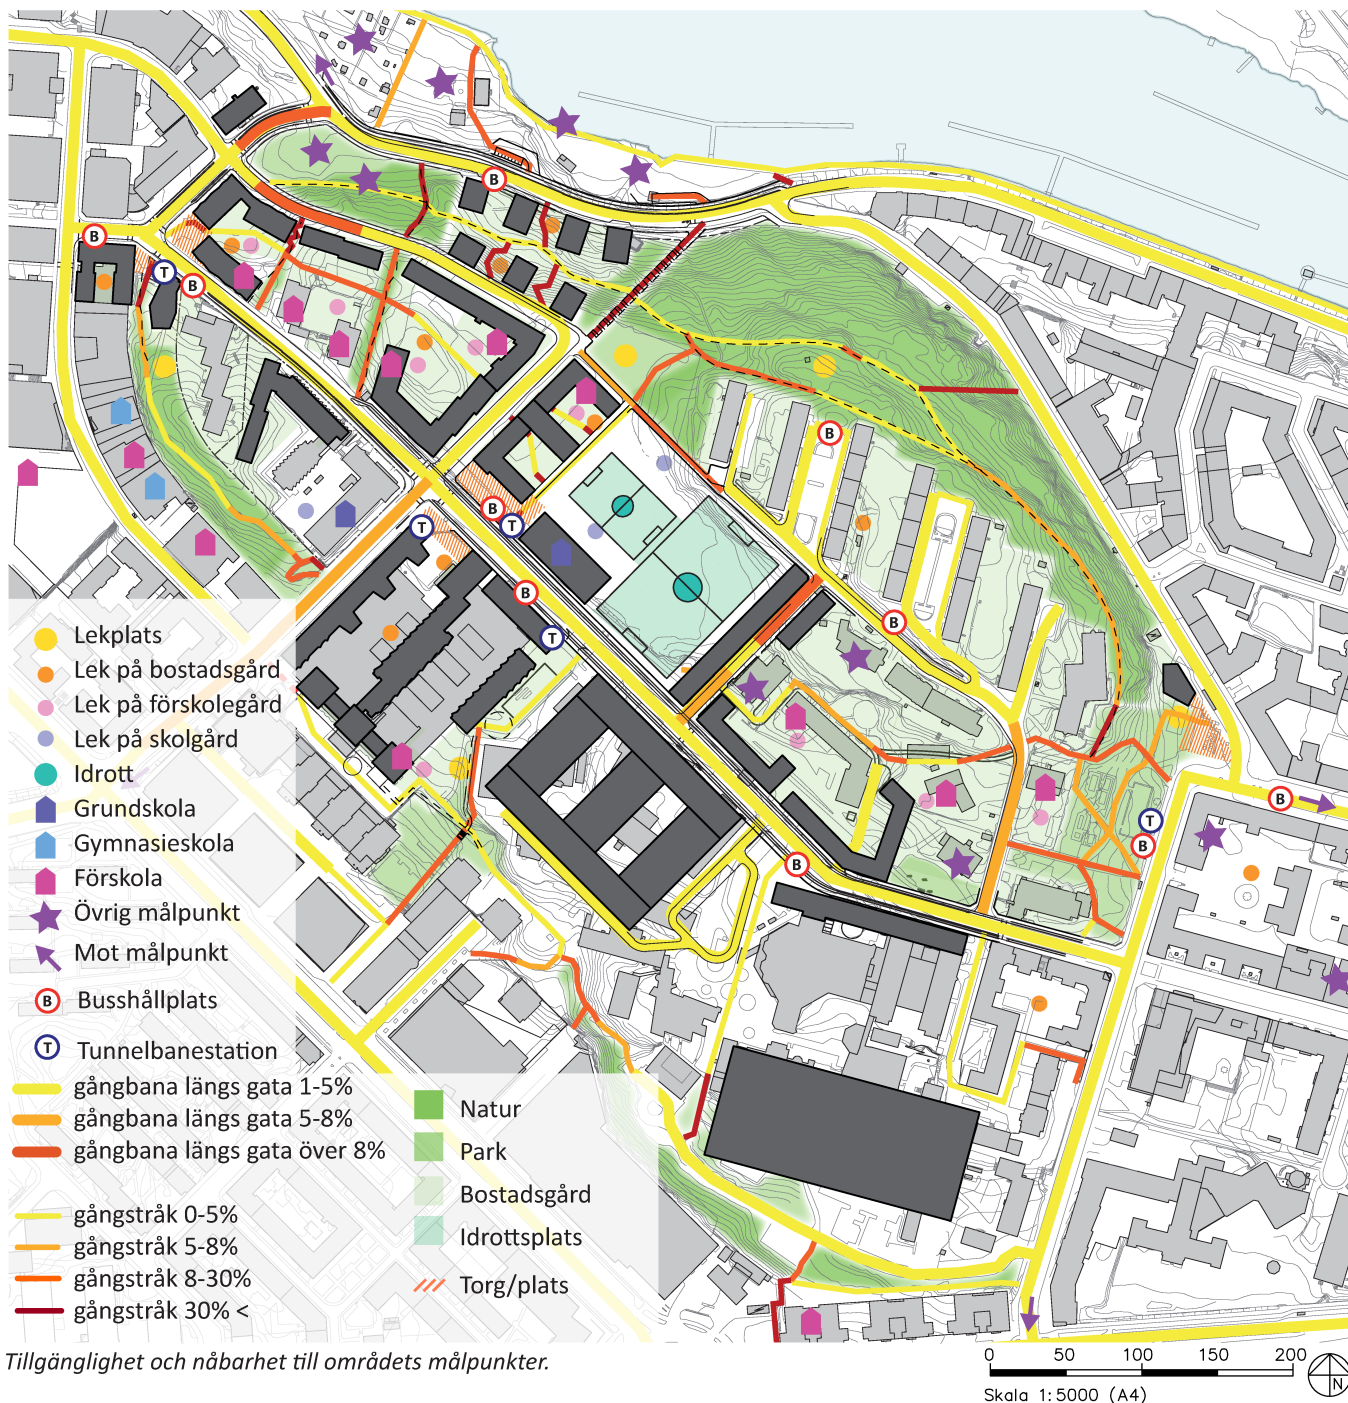 B
B
T
B
B
B
T
T
B
T
B
B
B
B
T
B
Lekplats
Lek på bostadsgård
Lek på förskolegård
Lek på skolgård
Idrott
Grundskola
Gymnasieskola
Förskola
Övrig målpunkt
Mot målpunkt
B Busshållplats
T Tunnelbanestation
gångbana längs gata 1-5%
gångbana längs gata 5-8%
gångbana längs gata över 8%
gångstråk 0-5%
gångstråk 5-8%
gångstråk 8-30%
gångstråk 30% <
Natur
Park
Bostadsgård
Idrottsplats
Torg/plats
Tillgänglighet och nåbarhet till områdets målpunkter.
0 50 100 150 200
Skala 1:5000 (A4)
N